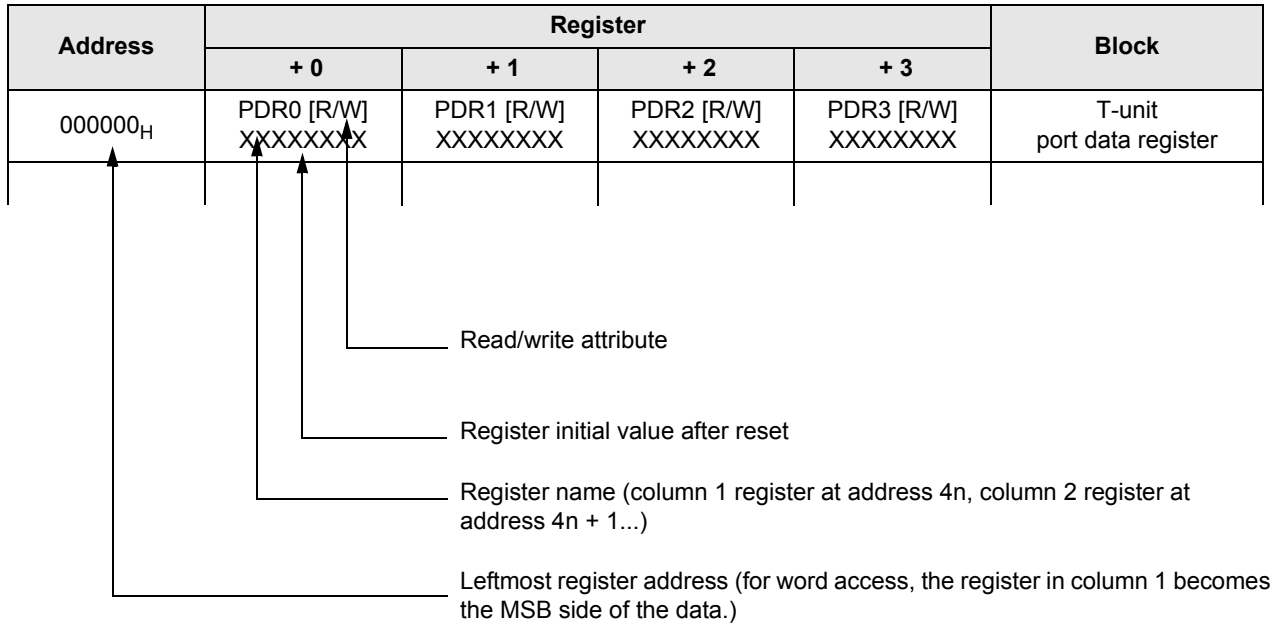 Address Register Block
+ 0 + 1 + 2 + 3
000000H PDR0 [R/W] PDR1 [R/W] PDR2 [R/W] PDR3 [R/W] T-unit
XXXXXXXX XXXXXXXX XXXXXXXX XXXXXXXX port data register
Read/write attribute
Register initial value after reset
Register name (column 1 register at address 4n, column 2 register at
address 4n + 1...)
Leftmost register address (for word access, the register in column 1 becomes
the MSB side of the data.)